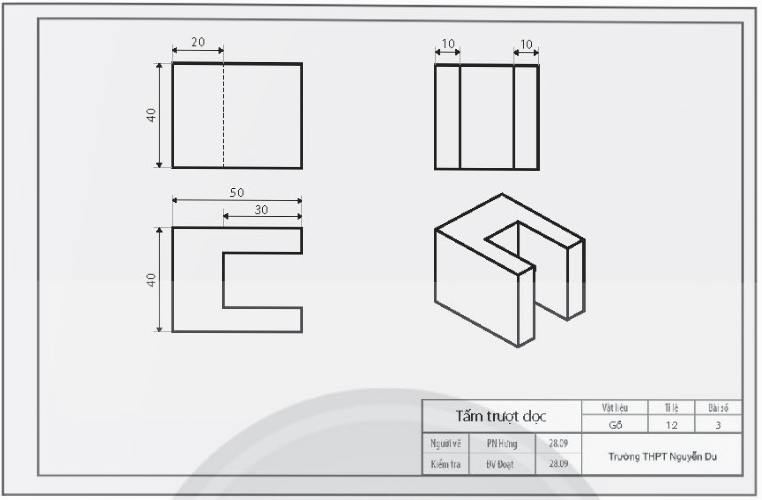 20
40
10
10
50
30
40
Tấm trượt dọc
Vật liệu
Tỉ lệ
Bài số
Gỗ
1:2
3
Người vẽ
PN Hưng
28.09
Kiểm tra
ĐV Đoạt
28.09
Trường THPT Nguyễn Du